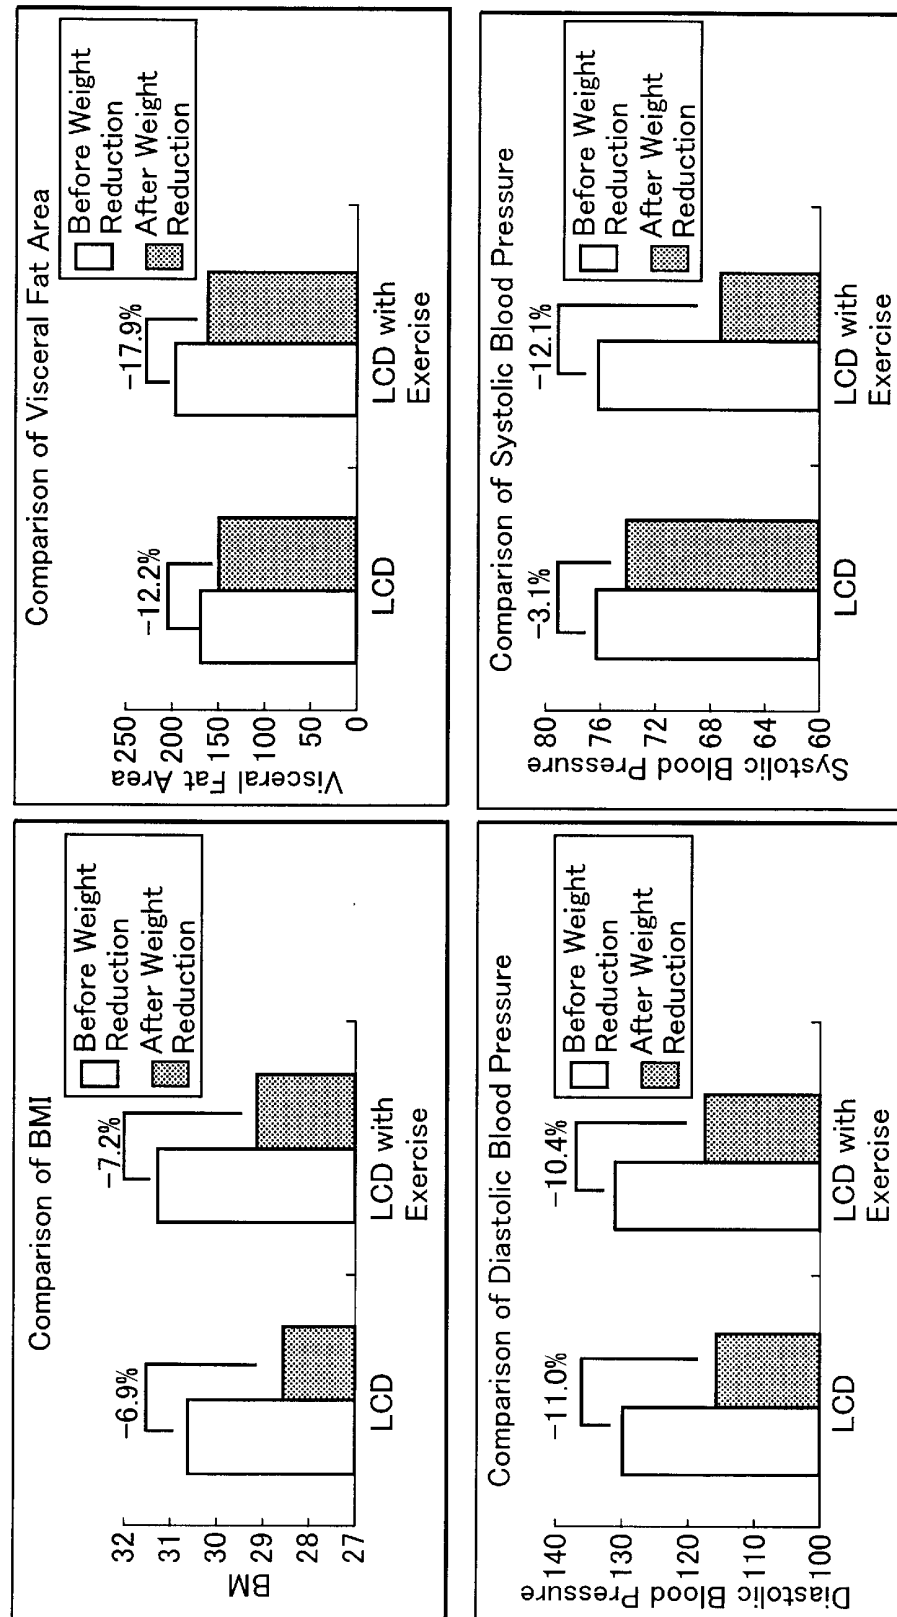 Comparison of BMI
BM
32
31
30
29
28
27
−6.9%
−7.2%
LCD
LCD with
Exercise
Before Weight
Reduction
After Weight
Reduction
Comparison of Visceral Fat Area
Visceral Fat Area
250
200
150
100
50
0
−12.2%
−17.9%
LCD
LCD with
Exercise
Before Weight
Reduction
After Weight
Reduction
Comparison of Diastolic Blood Pressure
Diastolic Blood Pressure
140
130
120
110
100
−11.0%
−10.4%
LCD
LCD with
Exercise
Before Weight
Reduction
After Weight
Reduction
Comparison of Systolic Blood Pressure
Systolic Blood Pressure
80
76
72
68
64
60
−3.1%
−12.1%
LCD
LCD with
Exercise
Before Weight
Reduction
After Weight
Reduction